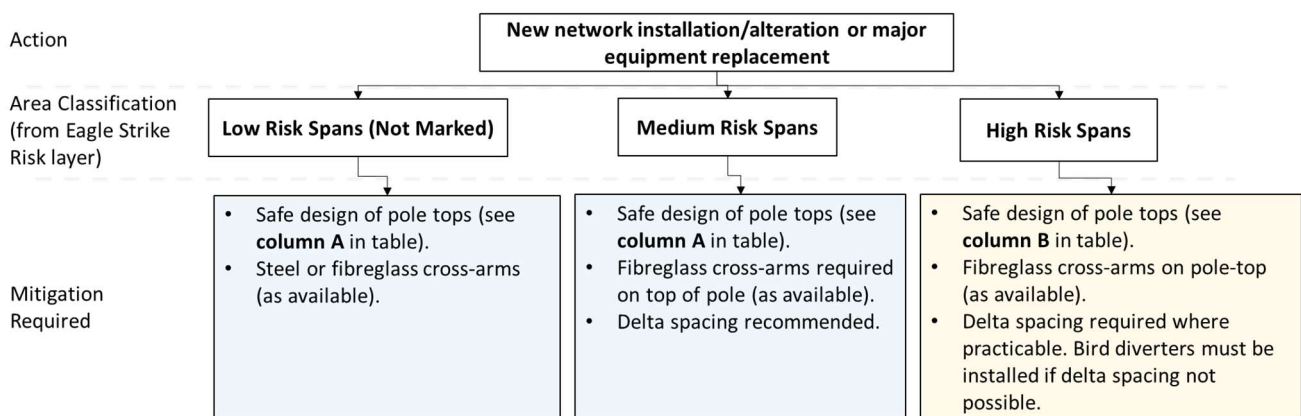 Action
New network installation/alteration or major
equipment replacement
Area Classification
(from Eagle Strike
Risk layer)
Low Risk Spans (Not Marked)
Medium Risk Spans
High Risk Spans
Mitigation
Required
• Safe design of pole tops (see
column A in table).
• Steel or fibreglass cross-arms
(as available).
• Safe design of pole tops (see
column A in table).
• Fibreglass cross-arms required
on top of pole (as available).
• Delta spacing recommended.
• Safe design of pole tops (see
column B in table).
• Fibreglass cross-arms on pole-top
(as available).
• Delta spacing required where
practicable. Bird diverters must be
installed if delta spacing not
possible.